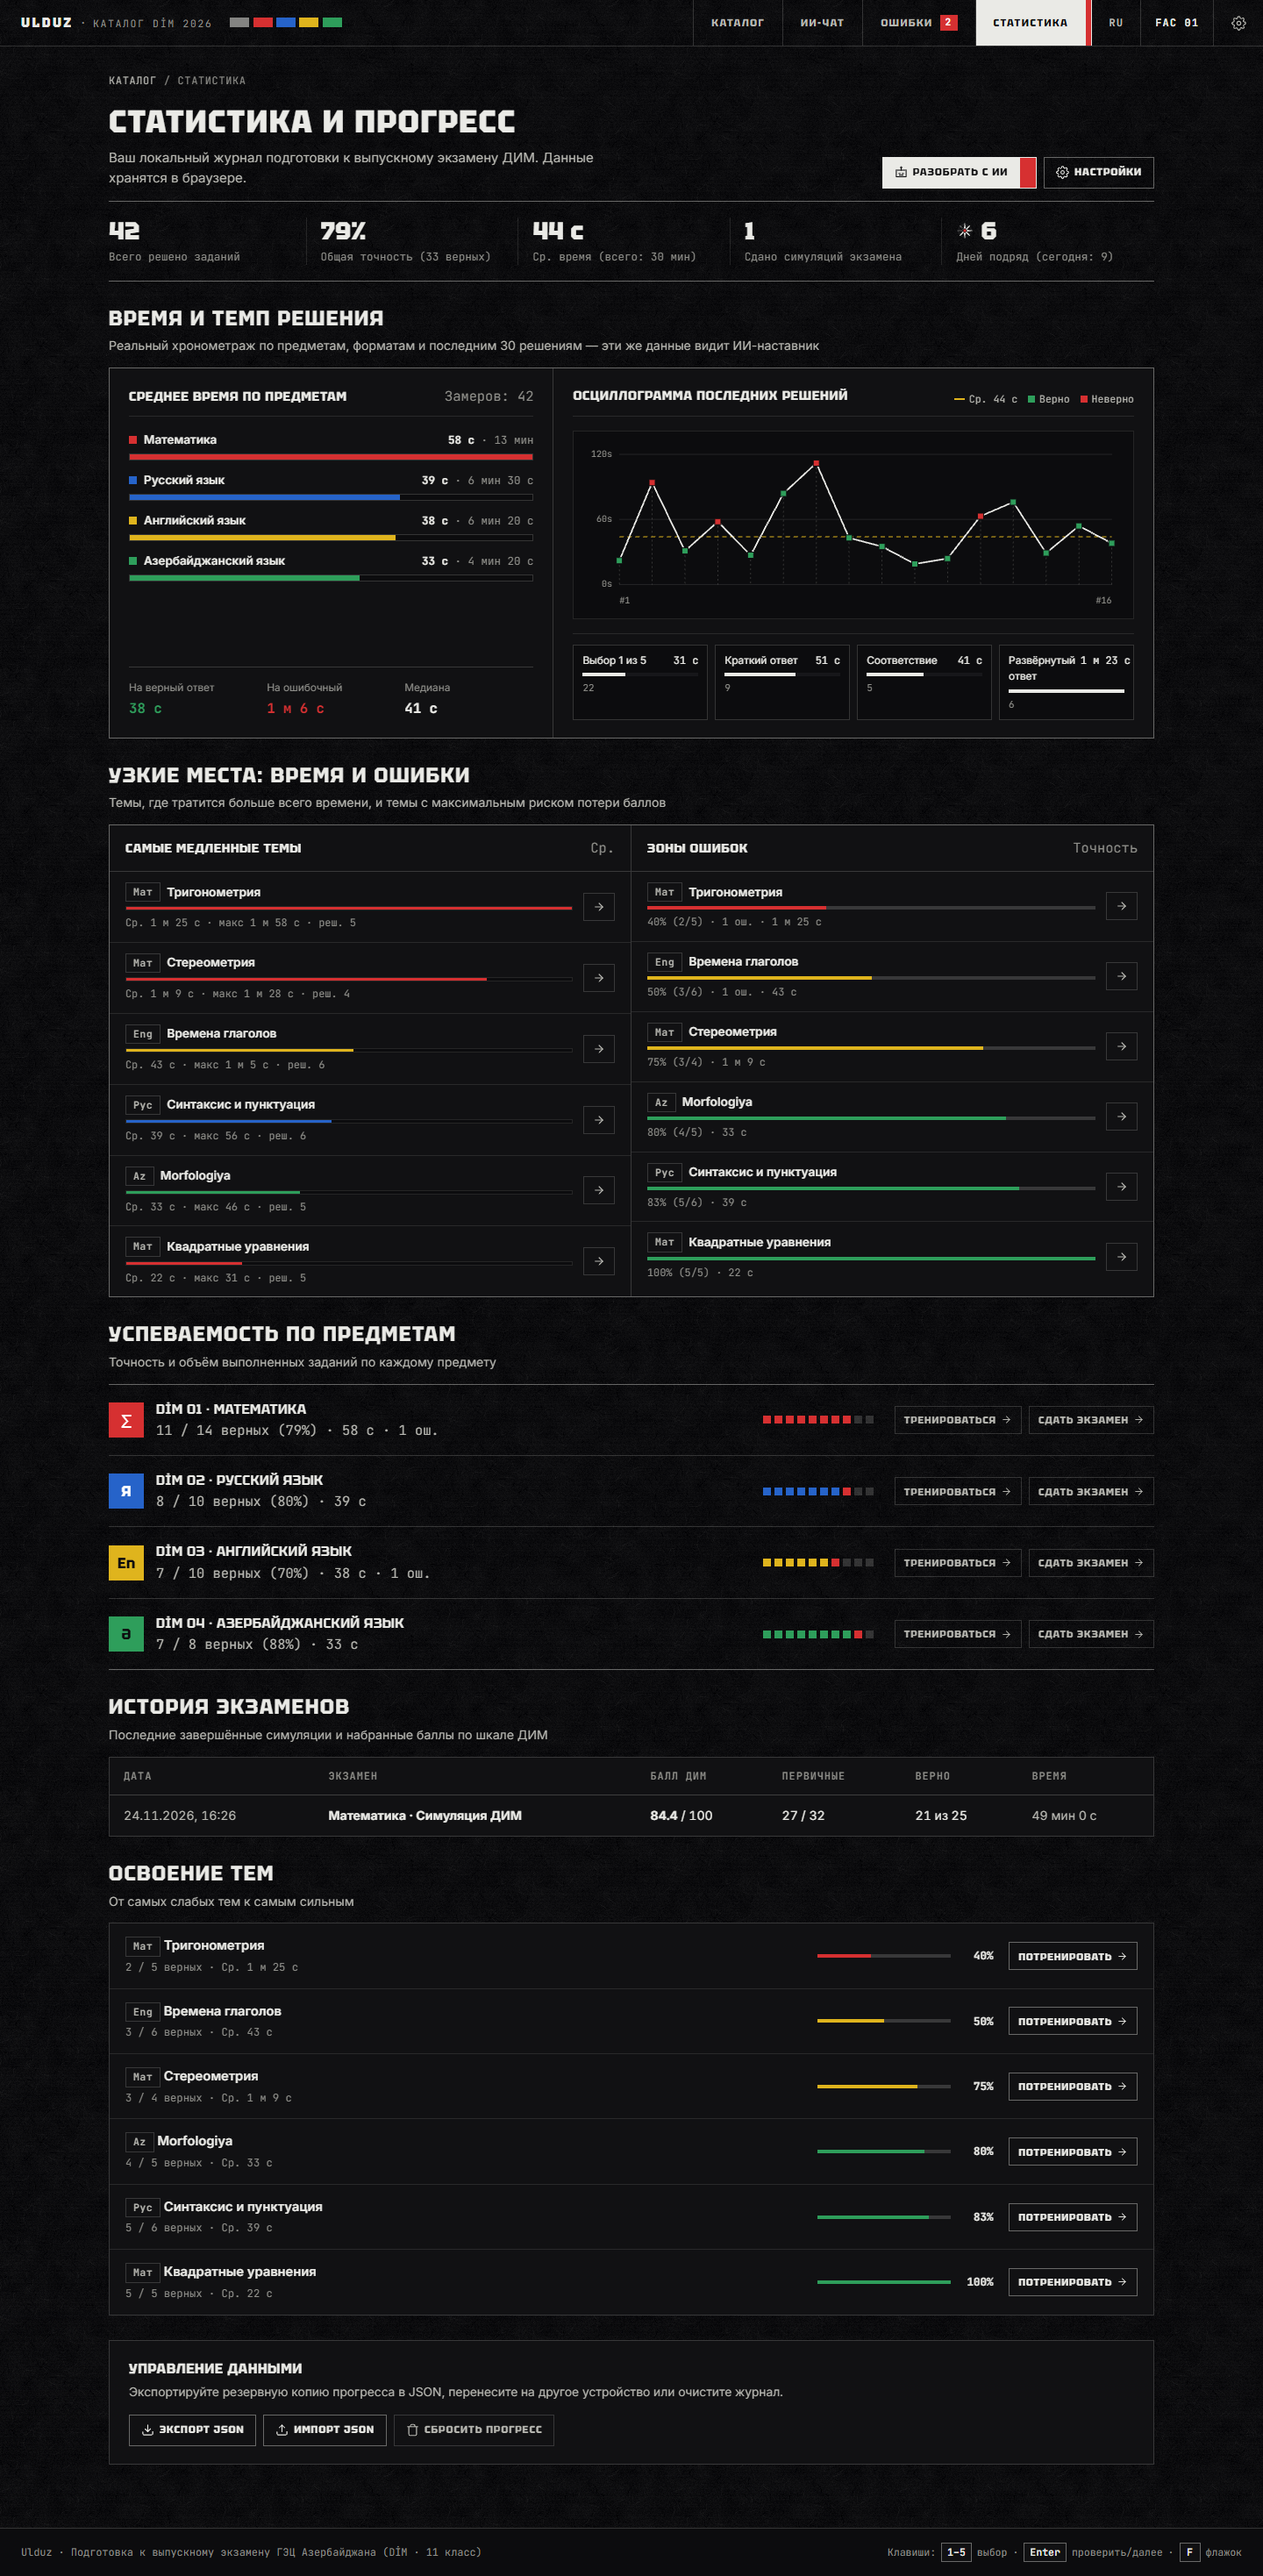 ULDUZ · КАТАЛОГ DİM 2026
КАТАЛОГ
ИИ-ЧАТ
ОШИБКИ 2
СТАТИСТИКА
RU
FAC 01
КАТАЛОГ / СТАТИСТИКА
СТАТИСТИКА И ПРОГРЕСС
Ваш локальный журнал подготовки к выпускному экзамену ДИМ. Данные
хранятся в браузере.
РАЗОБРАТЬ С ИИ
НАСТРОЙКИ
42
Всего решено заданий
79%
Общая точность (33 верных)
44 с
Ср. время (всего: 30 мин)
1
Сдано симуляций экзамена
6
Дней подряд (сегодня: 9)
ВРЕМЯ И ТЕМП РЕШЕНИЯ
Реальный хронометраж по предметам, форматам и последним 30 решениям — эти же данные видит ИИ-наставник
СРЕДНЕЕ ВРЕМЯ ПО ПРЕДМЕТАМ
Замеров: 42
Математика 58 с · 13 мин
Русский язык 39 с · 6 мин 30 с
Английский язык 38 с · 6 мин 20 с
Азербайджанский язык 33 с · 4 мин 20 с
На верный ответ
38 с
На ошибочный
1 м 6 с
Медиана
41 с
ОСЦИЛЛОГРАММА ПОСЛЕДНИХ РЕШЕНИЙ
Ср. 44 с Верно Неверно
120s
60s
0s
#1
#16
Выбор 1 из 5 31 с
22
Краткий ответ 51 с
9
Соответствие 41 с
5
Развёрнутый 1 м 23 с
ответ
6
УЗКИЕ МЕСТА: ВРЕМЯ И ОШИБКИ
Темы, где тратится больше всего времени, и темы с максимальным риском потери баллов
САМЫЕ МЕДЛЕННЫЕ ТЕМЫ
Ср.
Мат Тригонометрия
Ср. 1 м 25 с · макс 1 м 58 с · реш. 5
Мат Стереометрия
Ср. 1 м 9 с · макс 1 м 28 с · реш. 4
Eng Времена глаголов
Ср. 43 с · макс 1 м 5 с · реш. 6
Рус Синтаксис и пунктуация
Ср. 39 с · макс 56 с · реш. 6
Az Morfologiya
Ср. 33 с · макс 46 с · реш. 5
Мат Квадратные уравнения
Ср. 22 с · макс 31 с · реш. 5
ЗОНЫ ОШИБОК
Точность
Мат Тригонометрия
40% (2/5) · 1 ош. · 1 м 25 с
Eng Времена глаголов
50% (3/6) · 1 ош. · 43 с
Мат Стереометрия
75% (3/4) · 1 м 9 с
Az Morfologiya
80% (4/5) · 33 с
Рус Синтаксис и пунктуация
83% (5/6) · 39 с
Мат Квадратные уравнения
100% (5/5) · 22 с
УСПЕВАЕМОСТЬ ПО ПРЕДМЕТАМ
Точность и объём выполненных заданий по каждому предмету
Σ
DİM 01 · МАТЕМАТИКА
11 / 14 верных (79%) · 58 с · 1 ош.
ТРЕНИРОВАТЬСЯ →
СДАТЬ ЭКЗАМЕН →
Я
DİM 02 · РУССКИЙ ЯЗЫК
8 / 10 верных (80%) · 39 с
ТРЕНИРОВАТЬСЯ →
СДАТЬ ЭКЗАМЕН →
En
DİM 03 · АНГЛИЙСКИЙ ЯЗЫК
7 / 10 верных (70%) · 38 с · 1 ош.
ТРЕНИРОВАТЬСЯ →
СДАТЬ ЭКЗАМЕН →
Ə
DİM 04 · АЗЕРБАЙДЖАНСКИЙ ЯЗЫК
7 / 8 верных (88%) · 33 с
ТРЕНИРОВАТЬСЯ →
СДАТЬ ЭКЗАМЕН →
ИСТОРИЯ ЭКЗАМЕНОВ
Последние завершённые симуляции и набранные баллы по шкале ДИМ
ДАТА ЭКЗАМЕН БАЛЛ DИМ ПЕРВИЧНЫЕ ВЕРНО ВРЕМЯ
24.11.2026, 16:26 Математика · Симуляция ДИМ 84.4 / 100 27 / 32 21 из 25 49 мин 0 с
ОСВОЕНИЕ ТЕМ
От самых слабых тем к самым сильным
Мат Тригонометрия
2 / 5 верных · Ср. 1 м 25 с
40% ПОТРЕНИРОВАТЬ →
Eng Времена глаголов
3 / 6 верных · Ср. 43 с
50% ПОТРЕНИРОВАТЬ →
Мат Стереометрия
3 / 4 верных · Ср. 1 м 9 с
75% ПОТРЕНИРОВАТЬ →
Az Morfologiya
4 / 5 верных · Ср. 33 с
80% ПОТРЕНИРОВАТЬ →
Рус Синтаксис и пунктуация
5 / 6 верных · Ср. 39 с
83% ПОТРЕНИРОВАТЬ →
Мат Квадратные уравнения
5 / 5 верных · Ср. 22 с
100% ПОТРЕНИРОВАТЬ →
УПРАВЛЕНИЕ ДАННЫМИ
Экспортируйте резервную копию прогресса в JSON, перенесите на другое устройство или очистите журнал.
ЭКСПОРТ JSON
ИМПОРТ JSON
СБРОСИТЬ ПРОГРЕСС
Ulduz · Подготовка к выпускному экзамену ГЭЦ Азербайджана (DİM · 11 класс)
Клавиши: 1–5 выбор · Enter проверить/далее · F флажок